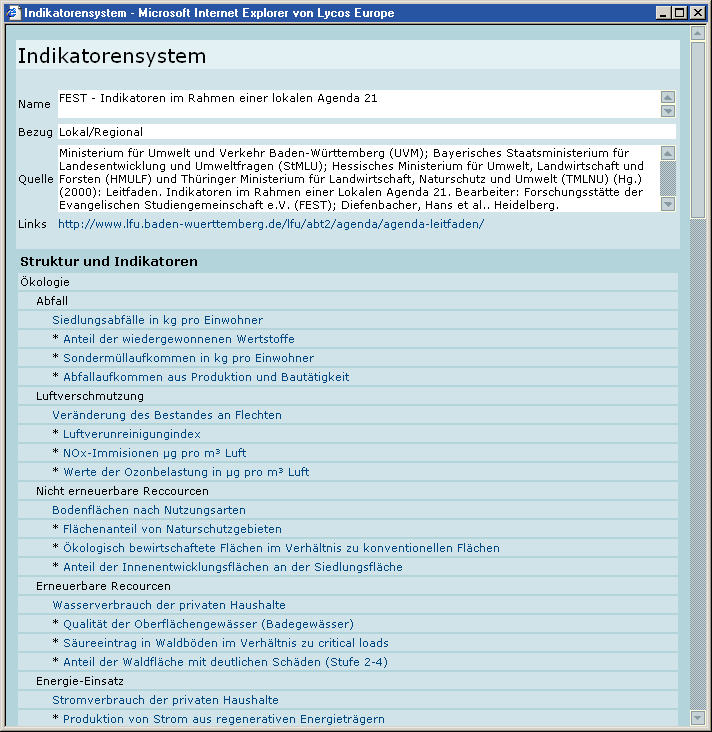 Indikatorensystem - Microsoft Internet Explorer von Lycos Europe
Indikatorensystem
Name FEST - Indikatoren im Rahmen einer lokalen Agenda 21
Bezug Lokal/Regional
Quelle Ministerium für Umwelt und Verkehr Baden-Württemberg (UVM); Bayerisches Staatsministerium für
Landesentwicklung und Umweltfragen (StMLU); Hessisches Ministerium für Umwelt, Landwirtschaft und
Forsten (HMULF) und Thüringer Ministerium für Landwirtschaft, Naturschutz und Umwelt (TMLNU) (Hg.)
(2000): Leitfaden. Indikatoren im Rahmen einer Lokalen Agenda 21. Bearbeiter: Forschungsstätte der
Evangelischen Studiengemeinschaft e.V. (FEST); Diefenbacher, Hans et al.. Heidelberg.
Links http://www.lfu.baden-wuerttemberg.de/lfu/abt2/agenda/agenda-leitfaden/
Struktur und Indikatoren
Ökologie
Abfall
Siedlungsabfälle in kg pro Einwohner
* Anteil der wiedergewonnenen Wertstoffe
* Sondermüllaufkommen in kg pro Einwohner
* Abfallaufkommen aus Produktion und Bautätigkeit
Luftverschmutzung
Veränderung des Bestandes an Flechten
* Luftverunreinigungindex
* NOx-Immisionen µg pro m³ Luft
* Werte der Ozonbelastung in µg pro m³ Luft
Nicht erneuerbare Reccourcen
Bodenflächen nach Nutzungsarten
* Flächenanteil von Naturschutzgebieten
* Ökologisch bewirtschaftete Flächen im Verhältnis zu konventionellen Flächen
* Anteil der Innenentwicklungsflächen an der Siedlungsfläche
Erneuerbare Recourcen
Wasserverbrauch der privaten Haushalte
* Qualität der Oberflächengewässer (Badegewässer)
* Säureeintrag in Waldböden im Verhältnis zu critical loads
* Anteil der Waldfläche mit deutlichen Schäden (Stufe 2-4)
Energie-Einsatz
Stromverbrauch der privaten Haushalte
* Produktion von Strom aus regenerativen Energieträgern